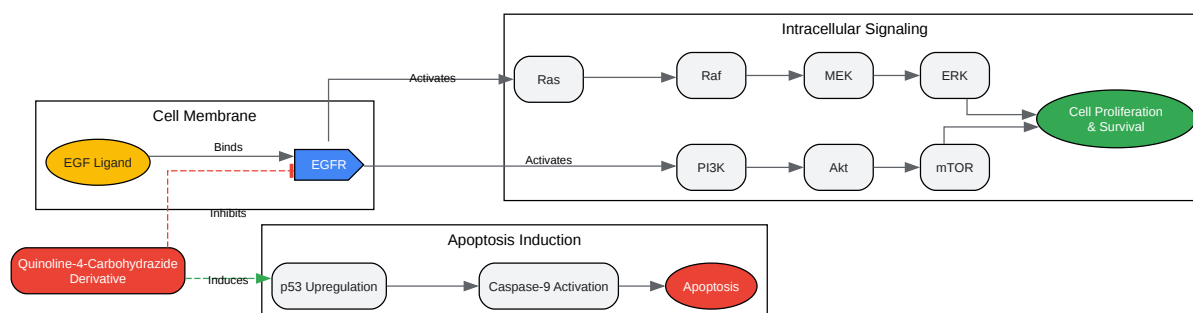 Intracellular Signaling
Activates
Ras
Raf
MEK
ERK
Cell Proliferation
& Survival
Cell Membrane
EGF Ligand
Binds
EGFR
Activates
PI3K
Akt
mTOR
Inhibits
Quinoline-4-Carbohydrazide
Derivative
Induces
Apoptosis Induction
p53 Upregulation
Caspase-9 Activation
Apoptosis